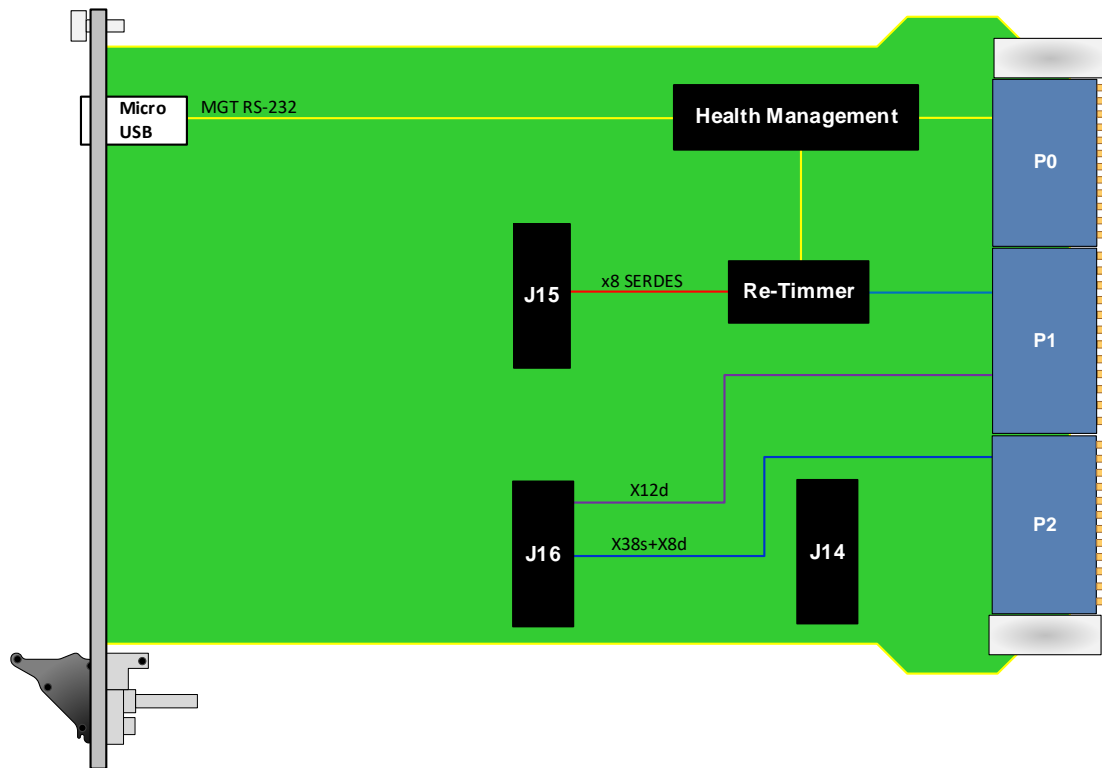 Micro
USB
MGT RS-232
Health Management
P0
J15
x8 SERDES
Re-Timmer
P1
X12d
J16
X38s+X8d
J14
P2